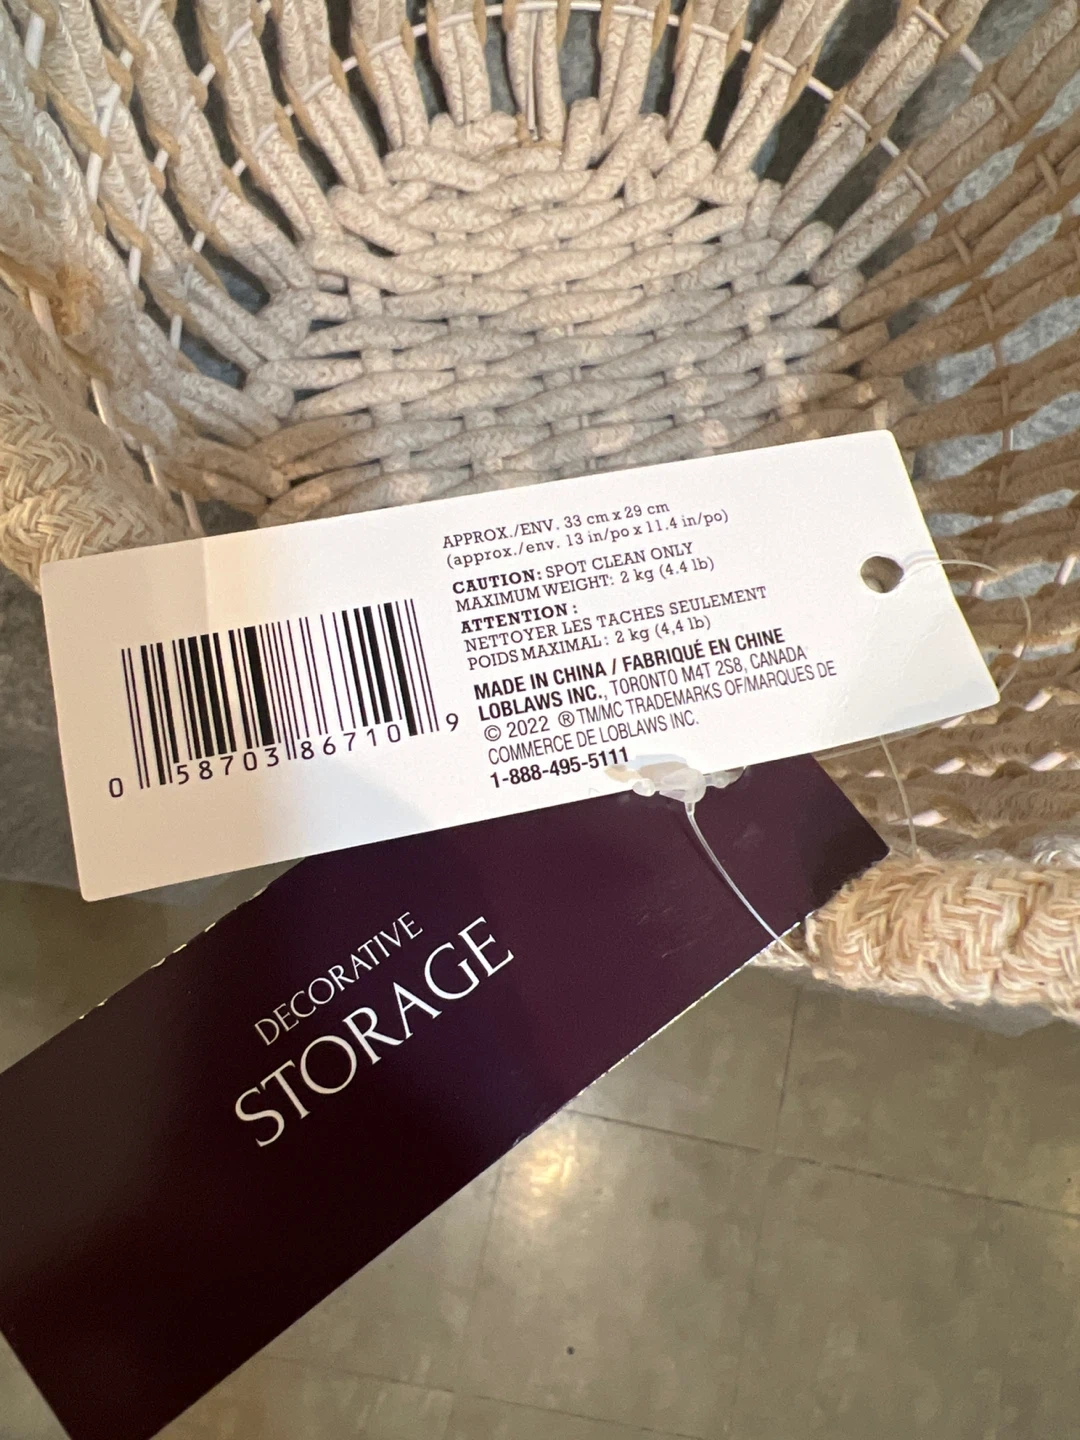 APPROX./ENV. 33 cm x 29 cm
(approx./env. 13 in/po x 11.4 in/po)
CAUTION: SPOT CLEAN ONLY
MAXIMUM WEIGHT: 2 kg (4.4 lb)
ATTENTION :
NETTOYER LES TACHES SEULEMENT
POIDS MAXIMAL: 2 kg (4,4 lb)
MADE IN CHINA / FABRIQUÉ EN CHINE
LOBLAWS INC., TORONTO M4T 2S8, CANADA
© 2022 ® TM/MC TRADEMARKS OF/MARQUES DE
COMMERCE DE LOBLAWS INC.
1-888-495-5111
0 58703 86710 9
DECORATIVE
STORAGE